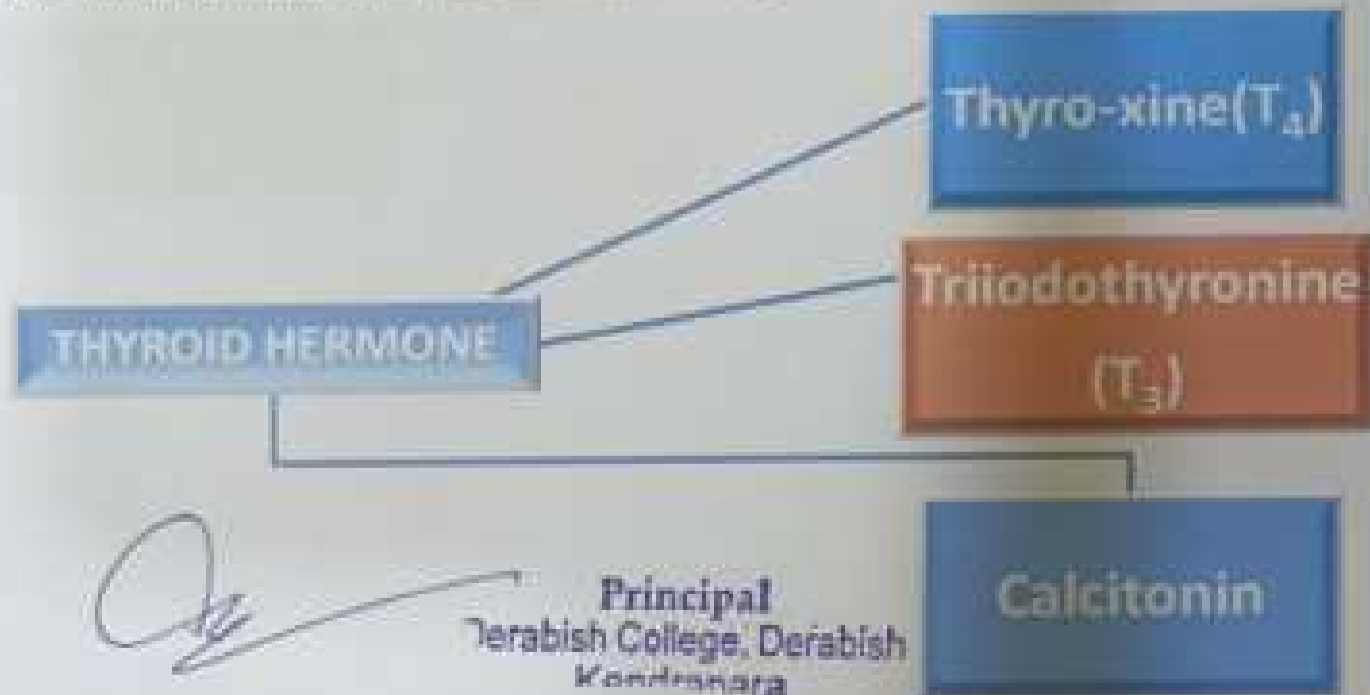 Thyro-xine(T₄)
Triiodothyronine
(T₃)
THYROID HERMONE
Calcitonin
Principal
Derabish College, Derabish